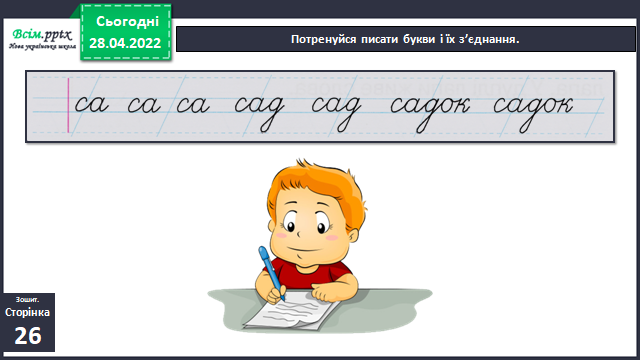 Всім.pptx
Нова українська школа
Сьогодні
28.04.2022
Потренуйся писати букви і їх з’єднання.
са са са сад сад садок садок
Зошит.
Сторінка
26